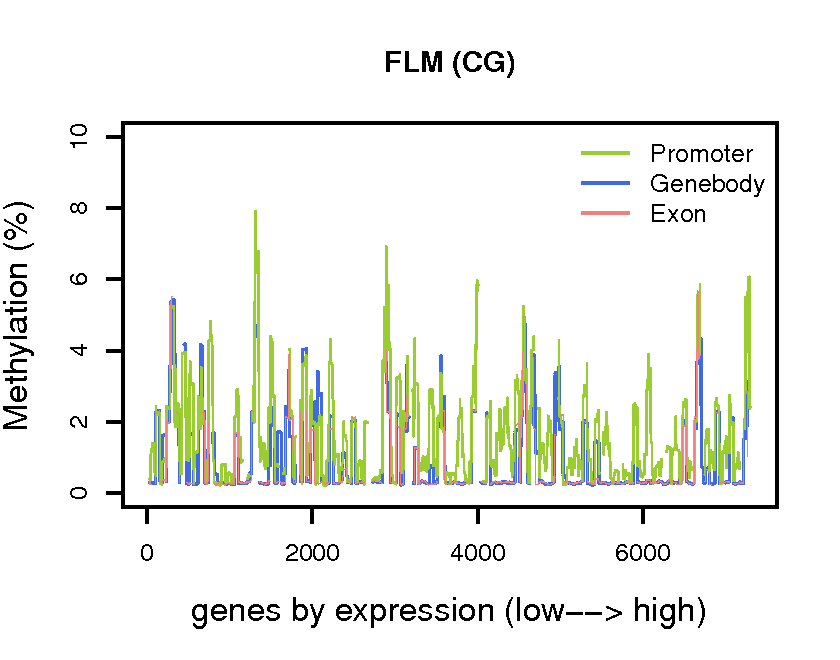 FLM (CG)
Methylation (%)
10
8
6
4
2
0
Promoter
Genebody
Exon
0 2000 4000 6000
genes by expression (low−−> high)